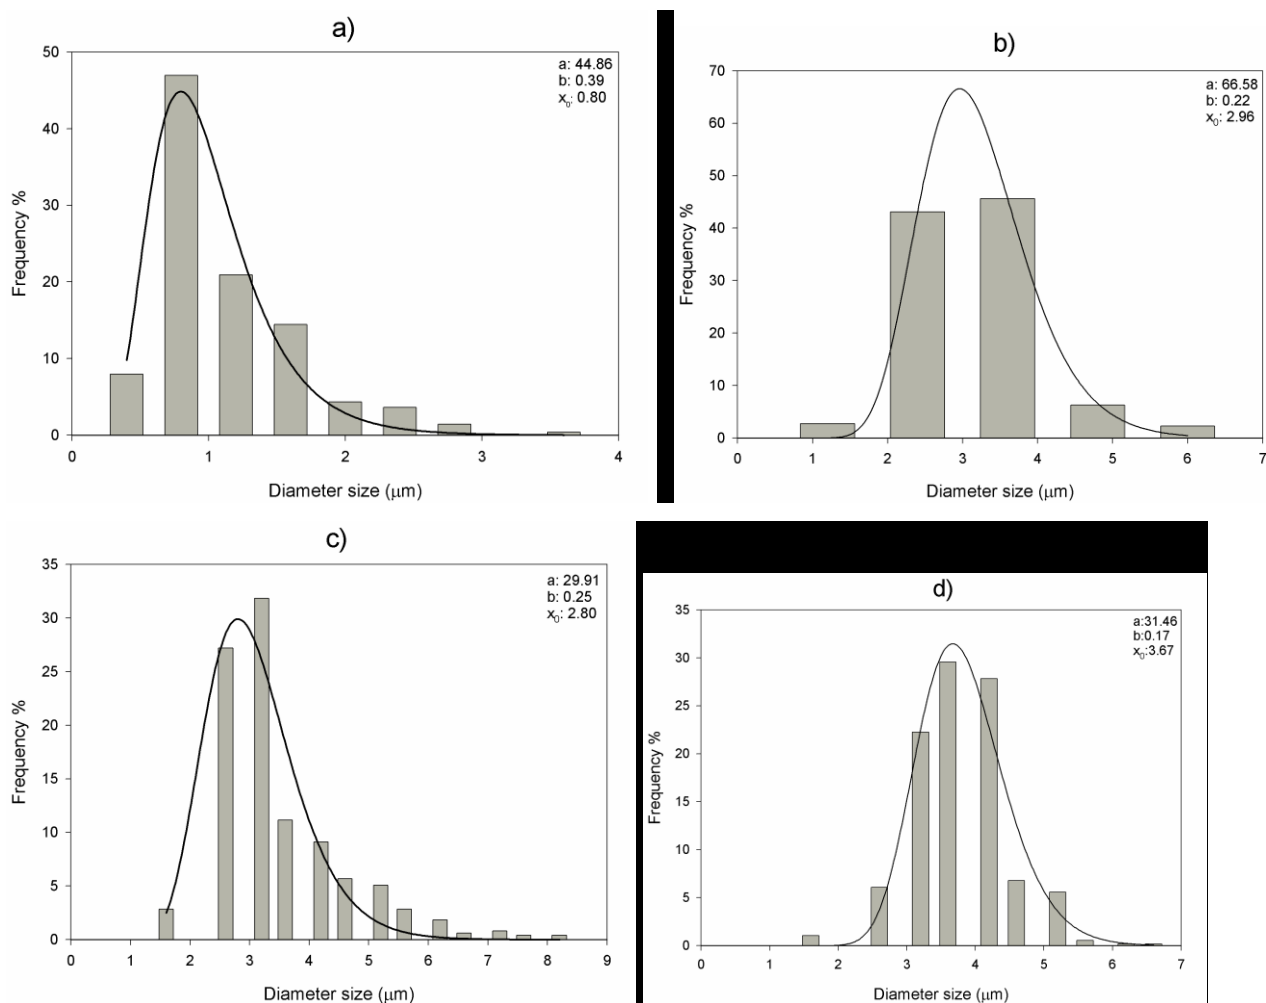 a)
a: 44.86
b: 0.39
x₀: 0.80
50
40
30
20
10
0
Frequency %
0 1 2 3 4
Diameter size (μm)
b)
a: 66.58
b: 0.22
x₀: 2.96
70
60
50
40
30
20
10
0
Frequency %
0 1 2 3 4 5 6 7
Diameter size (μm)
c)
a: 29.91
b: 0.25
x₀: 2.80
35
30
25
20
15
10
5
0
Frequency %
0 1 2 3 4 5 6 7 8 9
Diameter size (μm)
d)
a:31.46
b:0.17
x₀:3.67
35
30
25
20
15
10
5
0
Frequency %
0 1 2 3 4 5 6 7
Diameter size (μm)